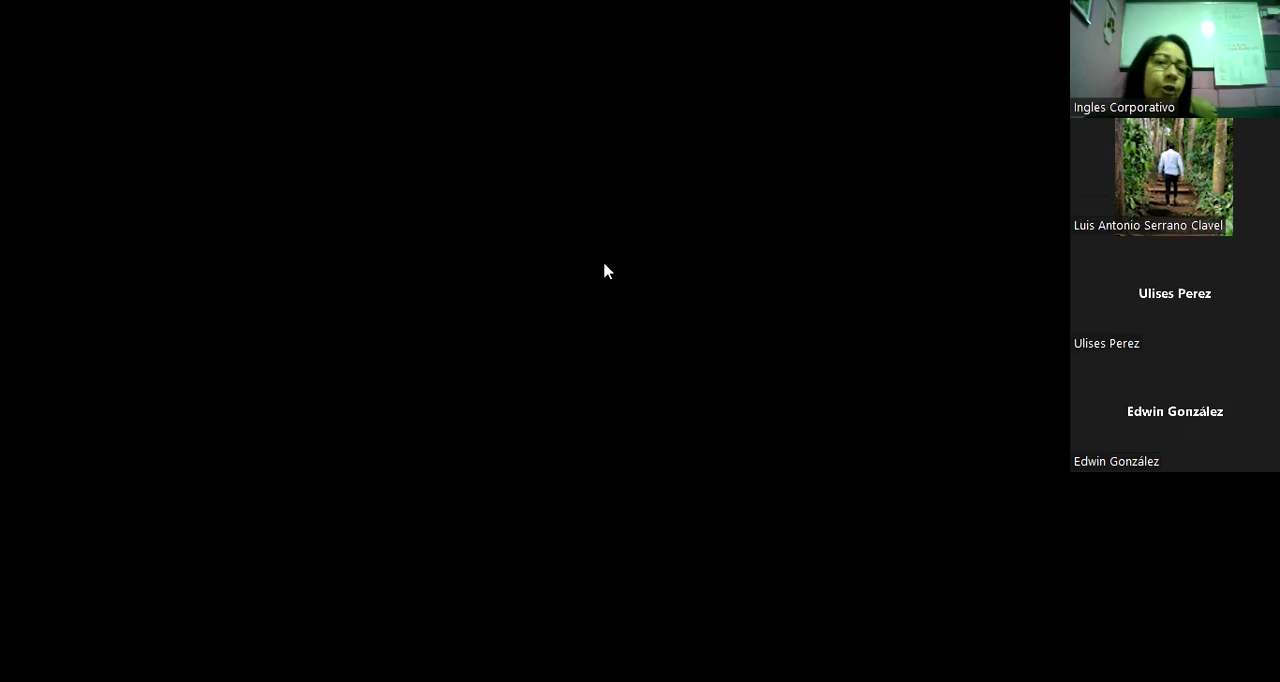 Ingles Corporativo
Luis Antonio Serrano Clavel
Ulises Perez
Ulises Perez
Edwin González
Edwin González